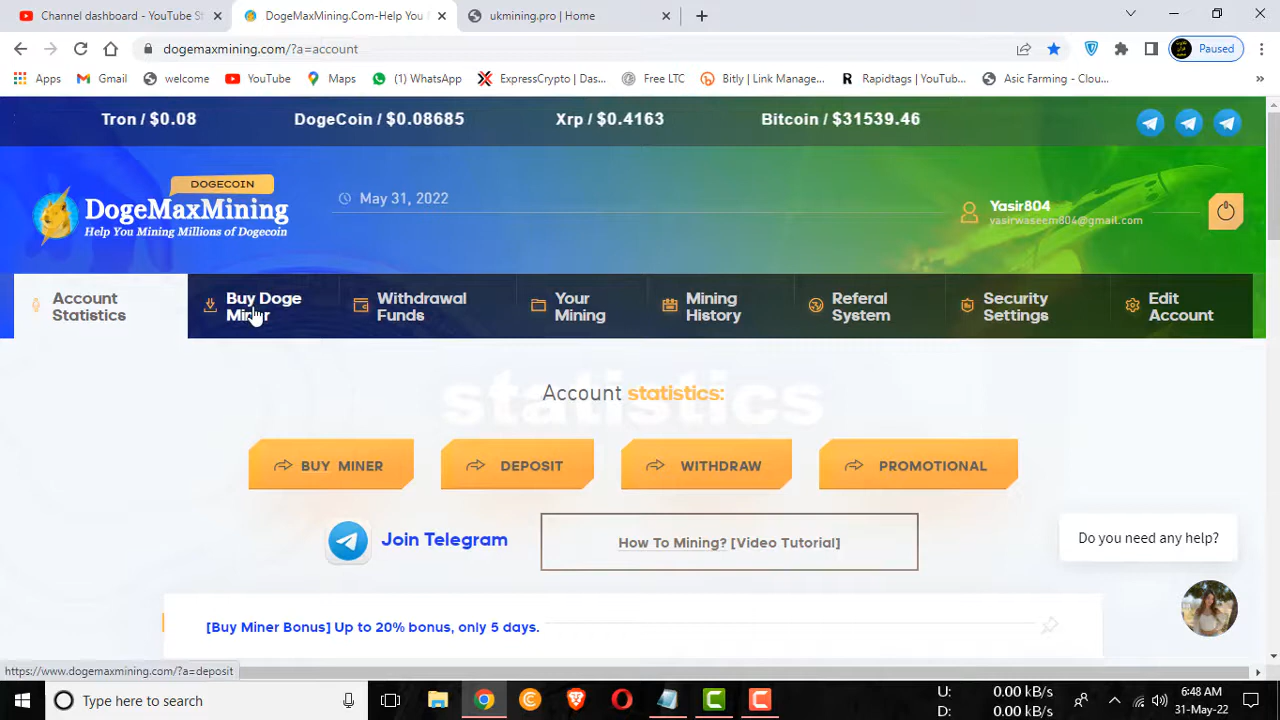 Channel dashboard - YouTube St
DogeMaxMining.Com-Help You M
ukmining.pro | Home
dogemaxmining.com/?a=account
Paused
Apps
Gmail
welcome
YouTube
Maps
(1) WhatsApp
ExpressCrypto | Das...
Free LTC
Bitly | Link Manage...
Rapidtags | YouTub...
Asic Farming - Clou...
Tron / $0.08
DogeCoin / $0.08685
Xrp / $0.4163
Bitcoin / $31539.46
DOGECOIN
DogeMaxMining
Help You Mining Millions of Dogecoin
May 31, 2022
Yasir804
yasirwaseem804@gmail.com
Account
Statistics
Buy Doge
Miner
Withdrawal
Funds
Your
Mining
Mining
History
Referal
System
Security
Settings
Edit
Account
statistics
Account statistics:
BUY MINER
DEPOSIT
WITHDRAW
PROMOTIONAL
Join Telegram
How To Mining? [Video Tutorial]
Do you need any help?
[Buy Miner Bonus] Up to 20% bonus, only 5 days.
https://www.dogemaxmining.com/?a=deposit
Type here to search
U: 0.00 kB/s
D: 0.00 kB/s
6:48 AM
31-May-22